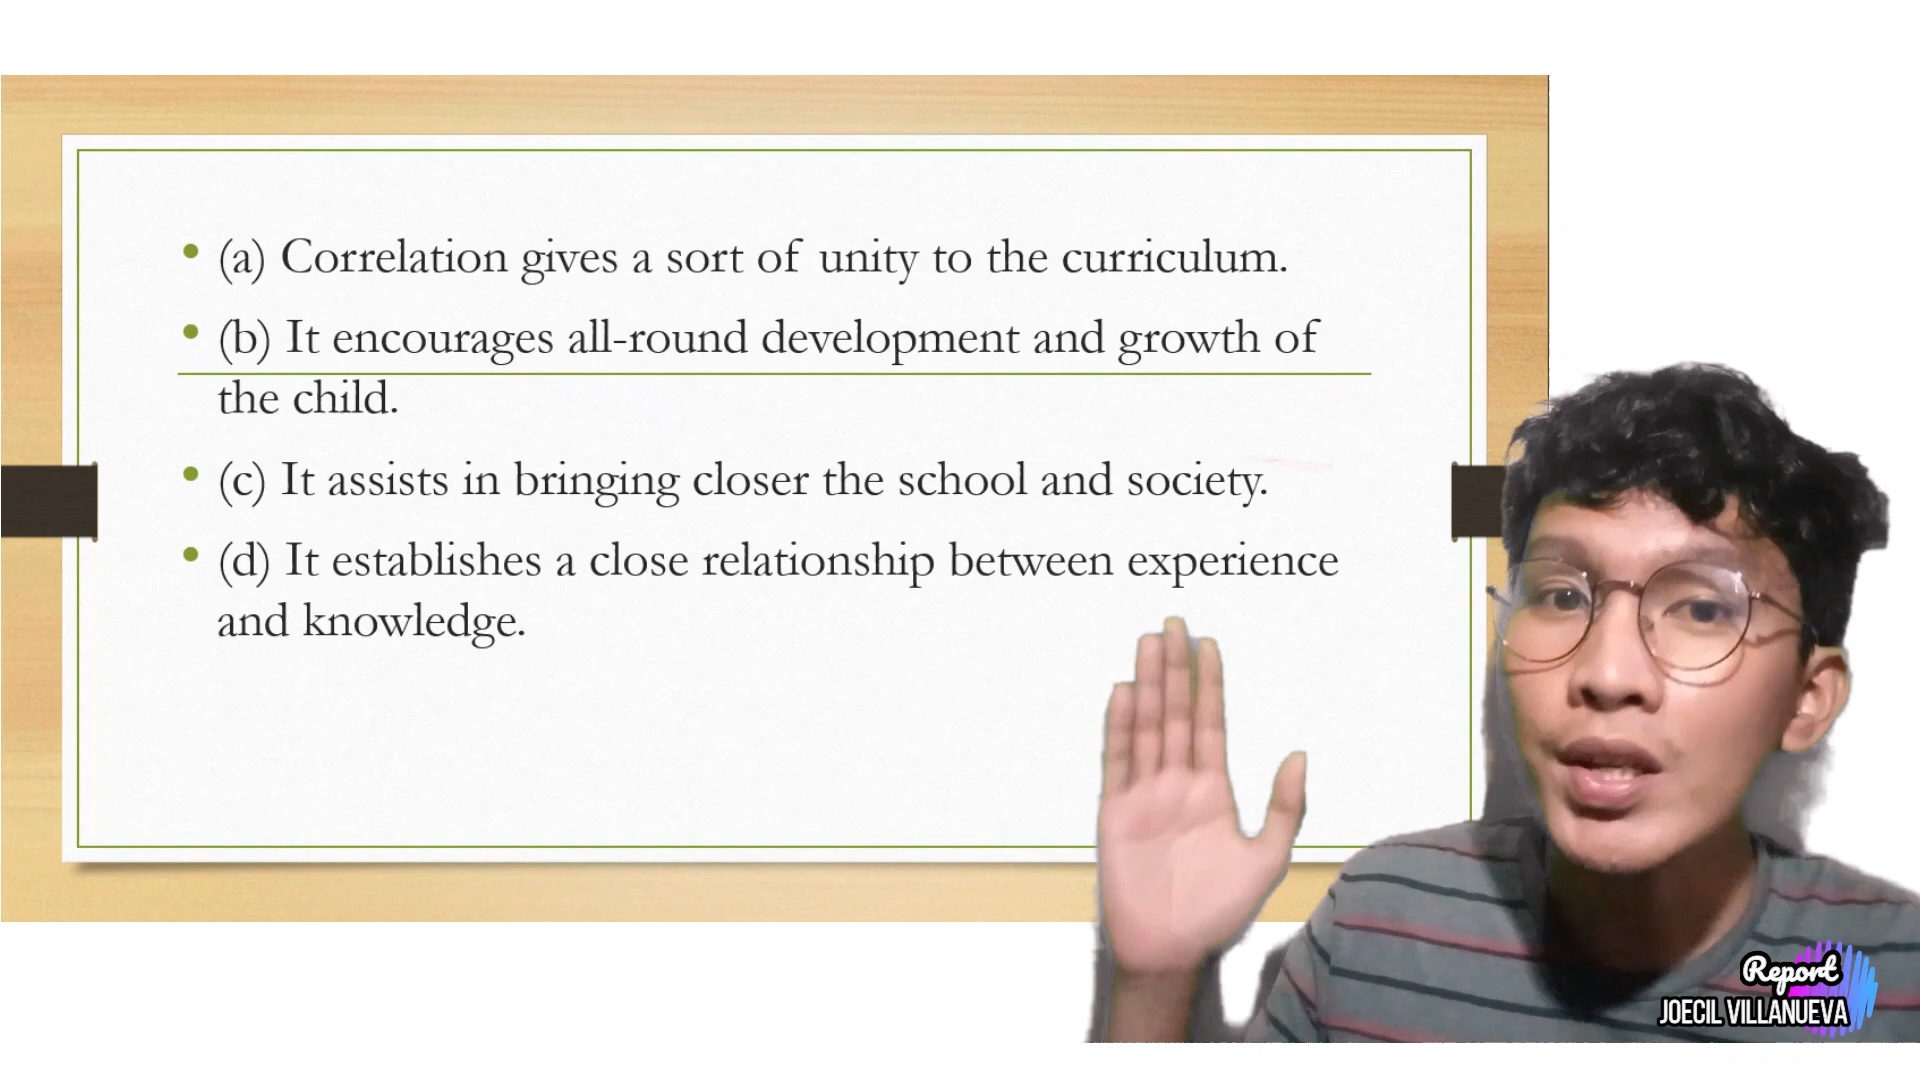 • (a) Correlation gives a sort of unity to the curriculum.
• (b) It encourages all-round development and growth of
the child.
• (c) It assists in bringing closer the school and society.
• (d) It establishes a close relationship between experience
and knowledge.
Report
JOECIL VILLANUEVA